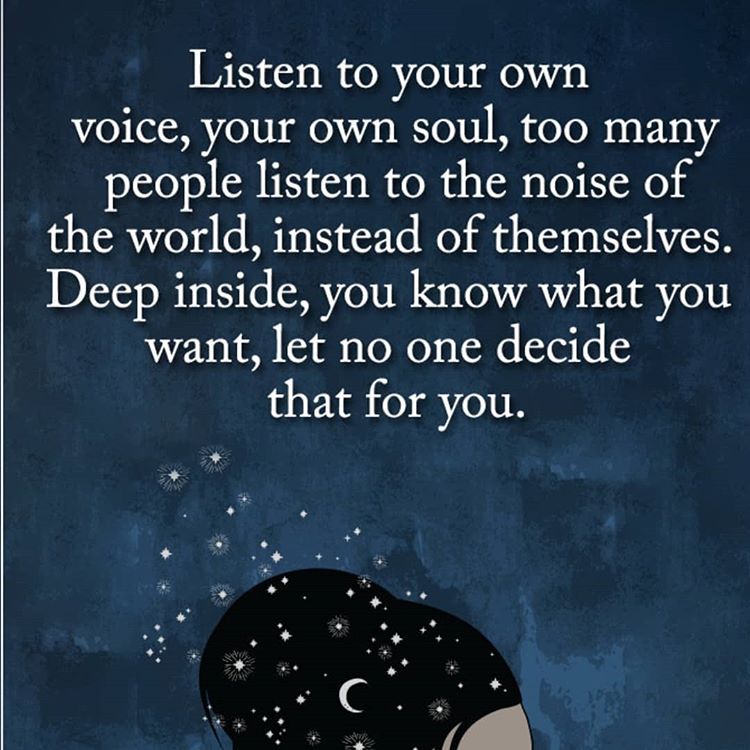 Listen to your own
voice, your own soul, too many
people listen to the noise of
the world, instead of themselves.
Deep inside, you know what you
want, let no one decide
that for you.